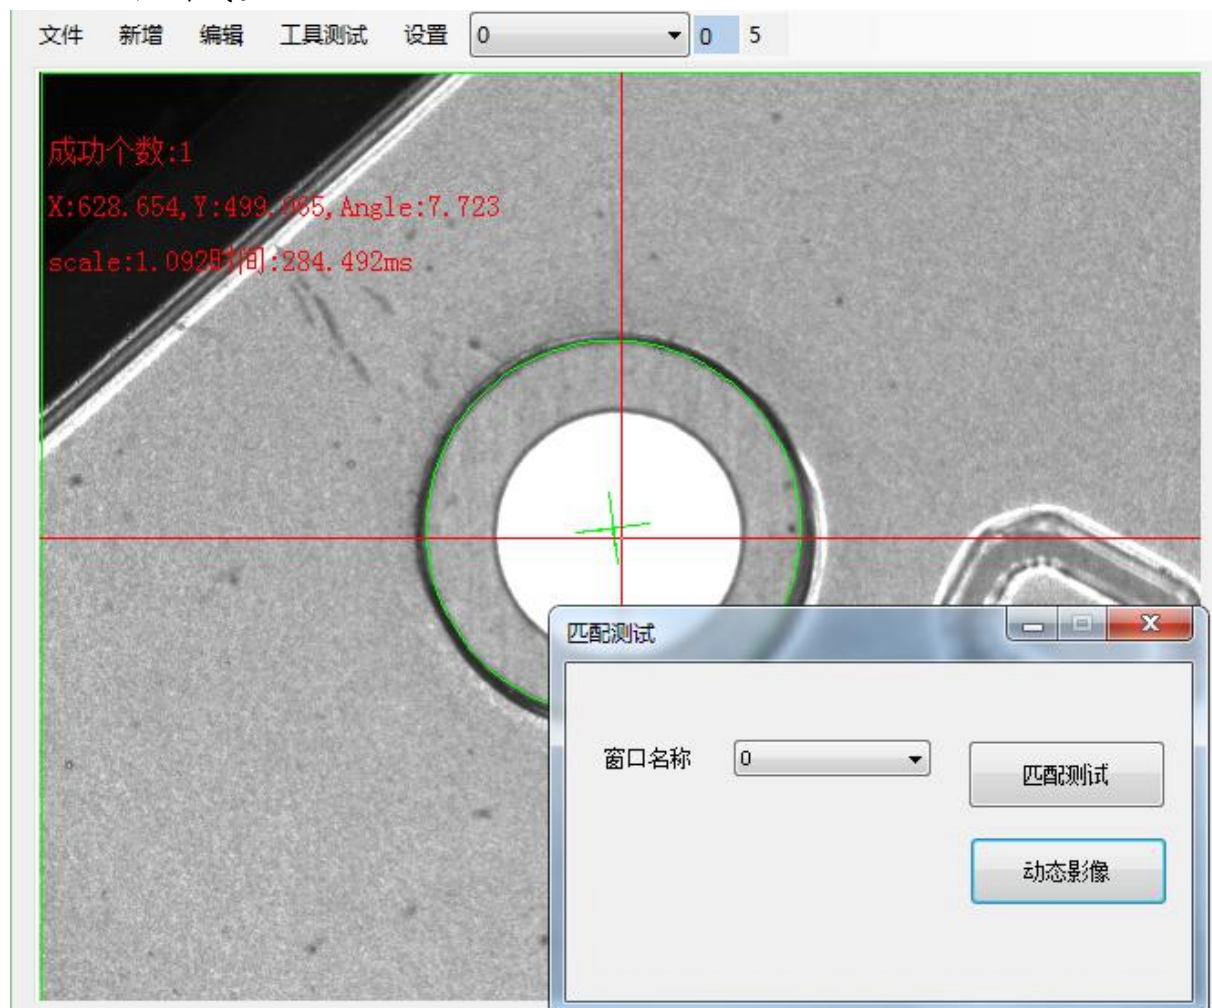 文件 新增 编辑 工具测试 设置 0 0 5
成功个数:1
X:628.654,Y:499.065,Angle:7.723
scale:1.092时间:284.492ms
匹配测试
窗口名称 0
匹配测试
动态影像